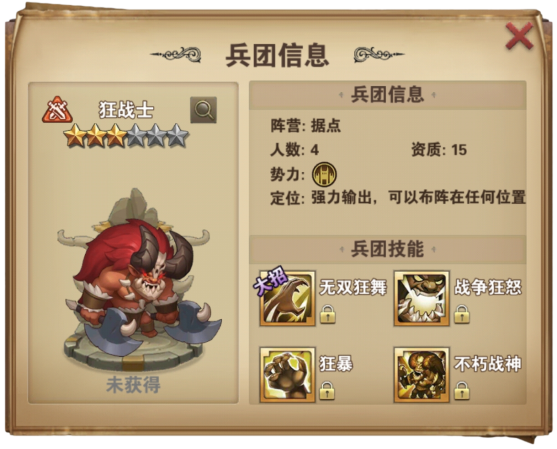 兵团信息
狂战士
未获得
兵团信息
阵营: 据点
人数: 4 资质: 15
势力:
定位: 强力输出，可以布阵在任何位置
兵团技能
大招 无双狂舞 战争狂怒
狂暴 不朽战神